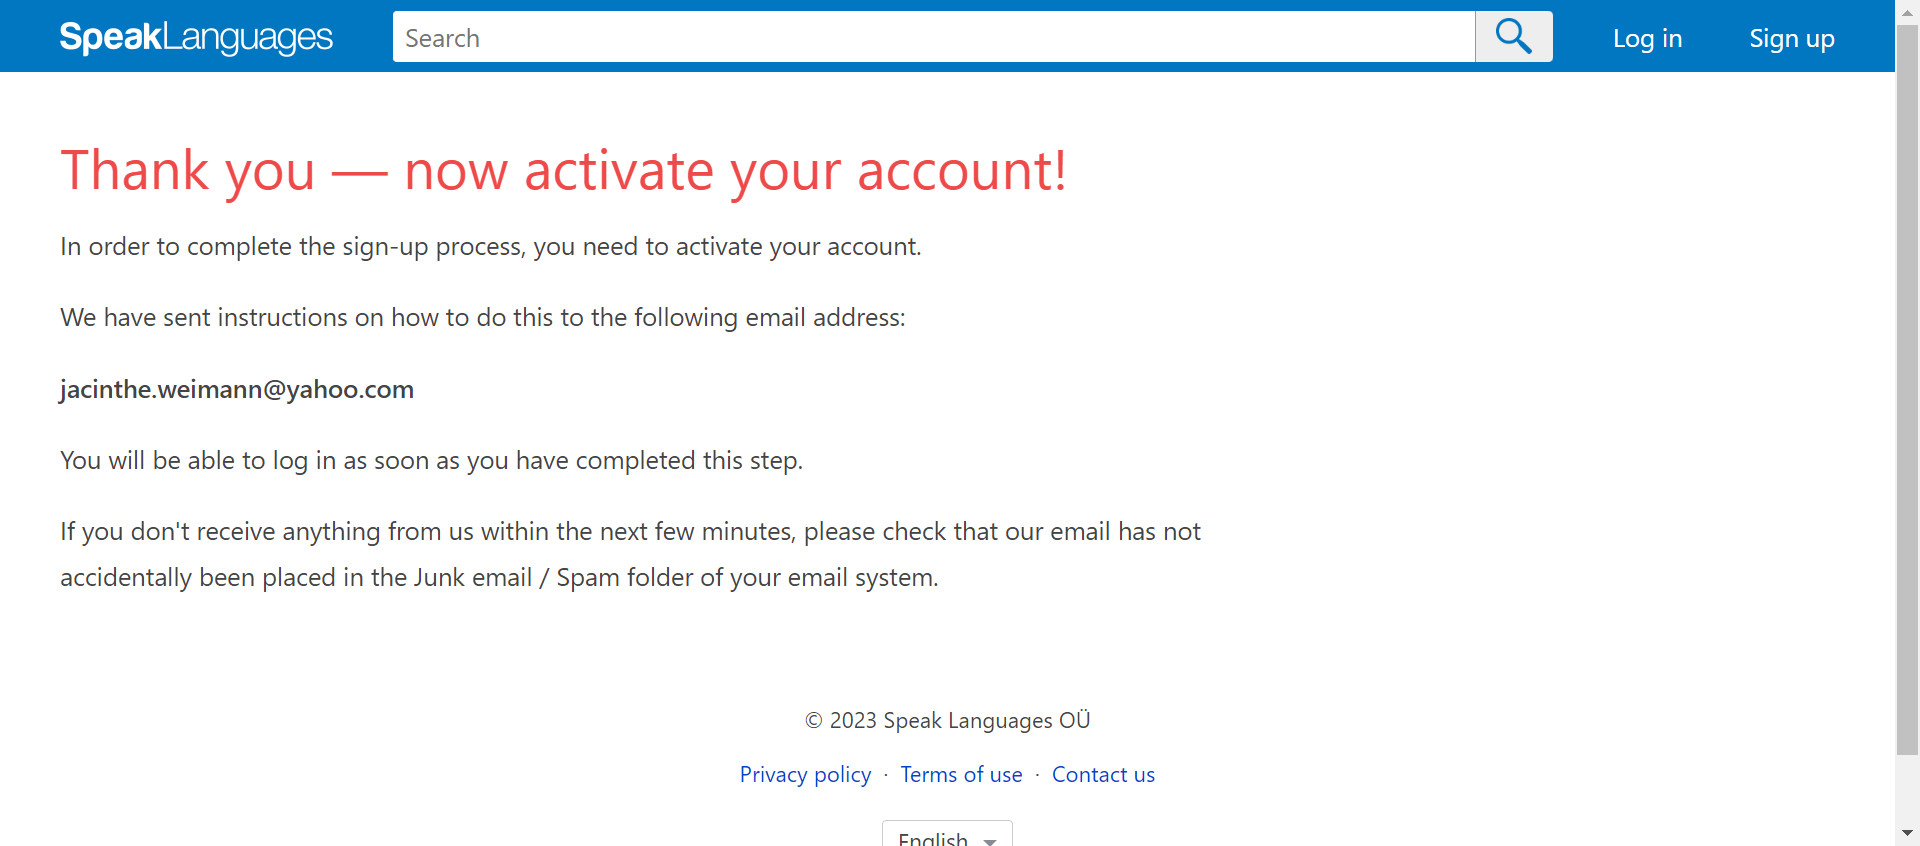 SpeakLanguages
Search
Log in
Sign up
Thank you — now activate your account!
In order to complete the sign-up process, you need to activate your account.
We have sent instructions on how to do this to the following email address:
jacinthe.weimann@yahoo.com
You will be able to log in as soon as you have completed this step.
If you don't receive anything from us within the next few minutes, please check that our email has not
accidentally been placed in the Junk email / Spam folder of your email system.
© 2023 Speak Languages OÜ
Privacy policy · Terms of use · Contact us
English